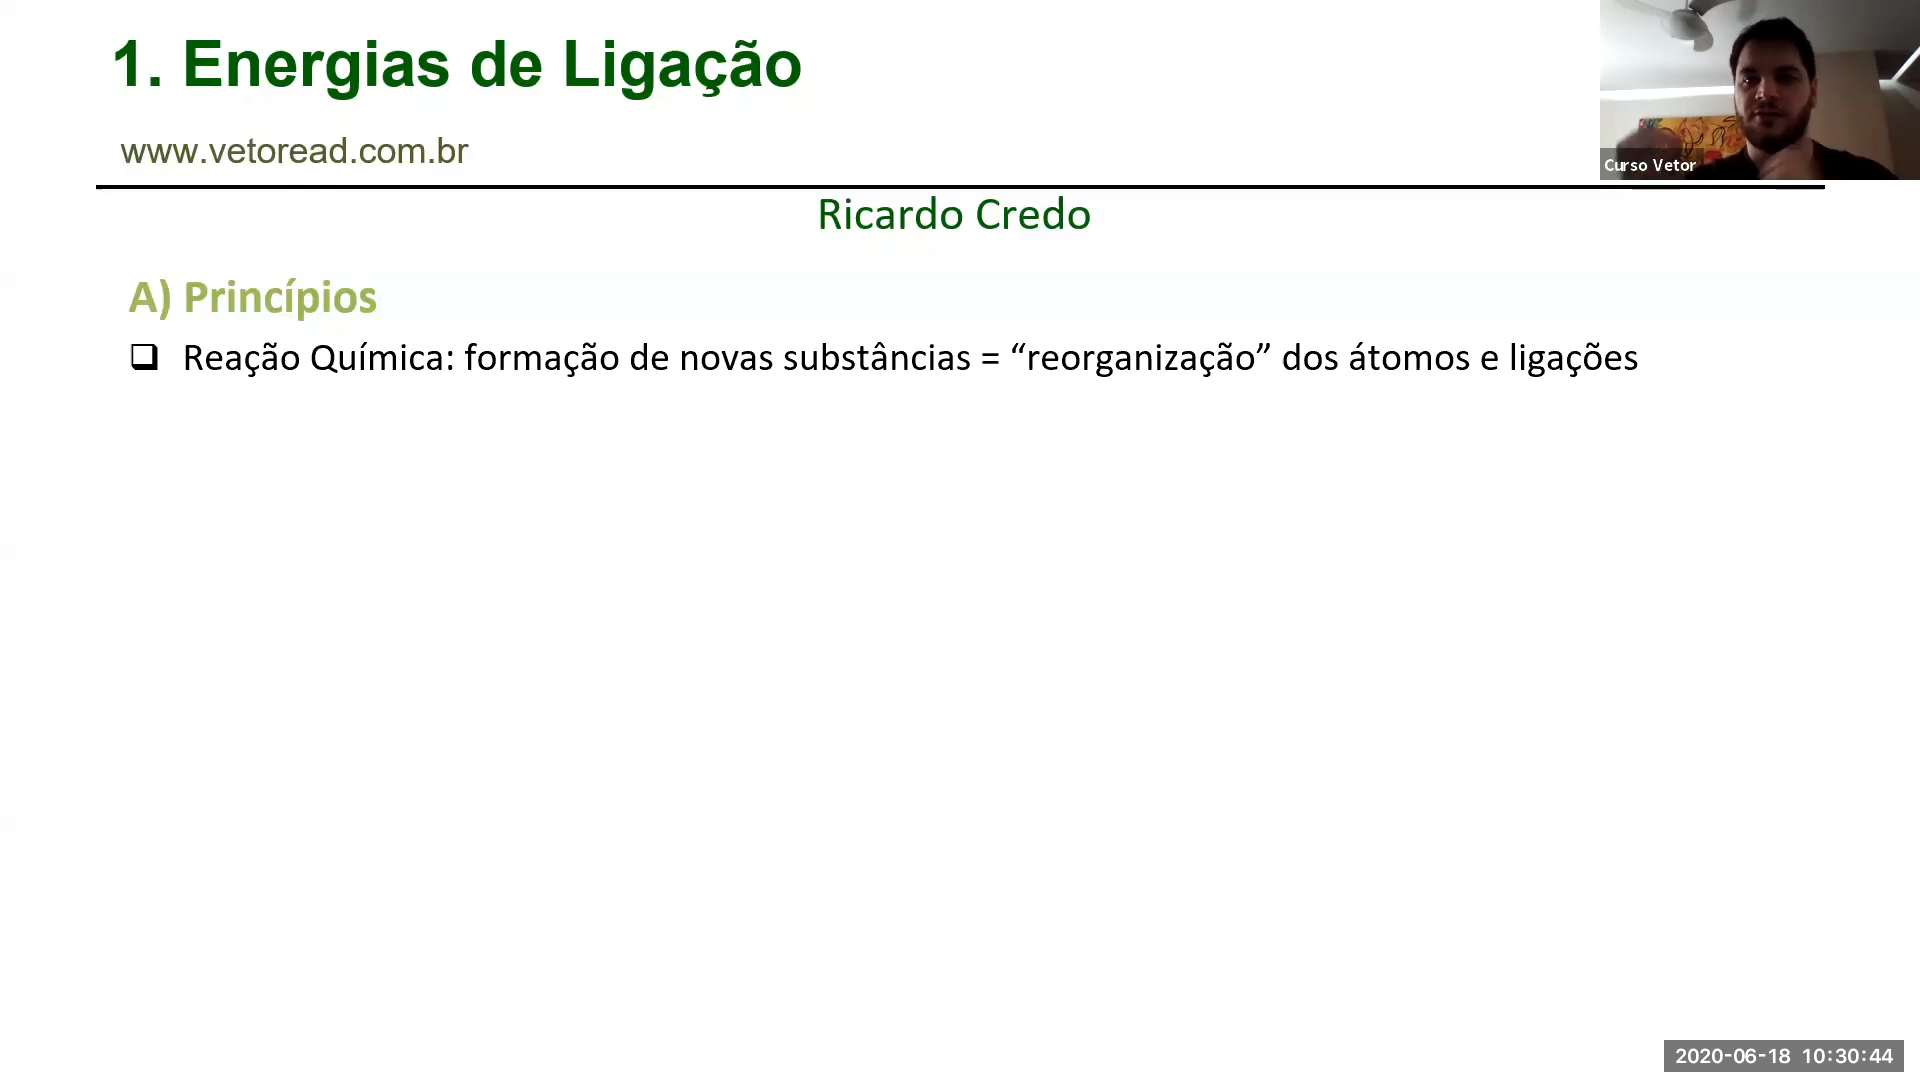 1. Energias de Ligação
www.vetoread.com.br
Curso Vetor
Ricardo Credo
A) Princípios
❑ Reação Química: formação de novas substâncias = “reorganização” dos átomos e ligações
2020-06-18 10:30:44